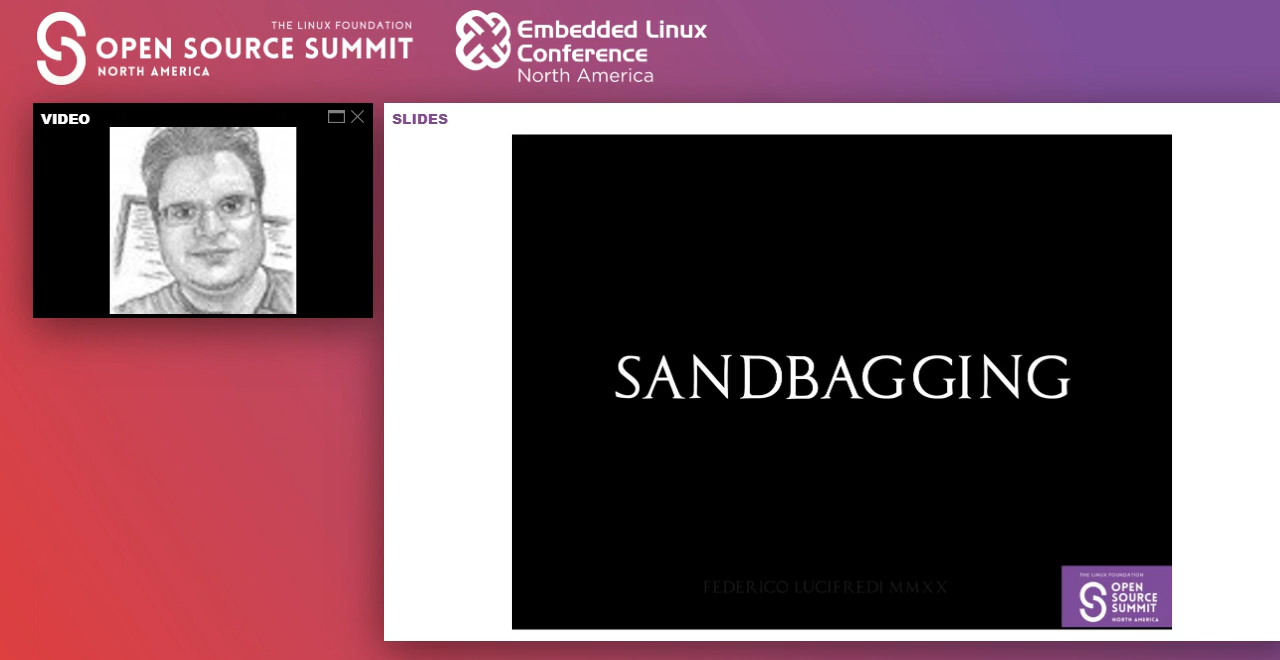 THE LINUX FOUNDATION
OPEN SOURCE SUMMIT
NORTH AMERICA
Embedded Linux
Conference
North America
VIDEO
SLIDES
SANDBAGGING
FEDERICO LUCIFREDI MMXX
THE LINUX FOUNDATION
OPEN
SOURCE
SUMMIT
NORTH AMERICA